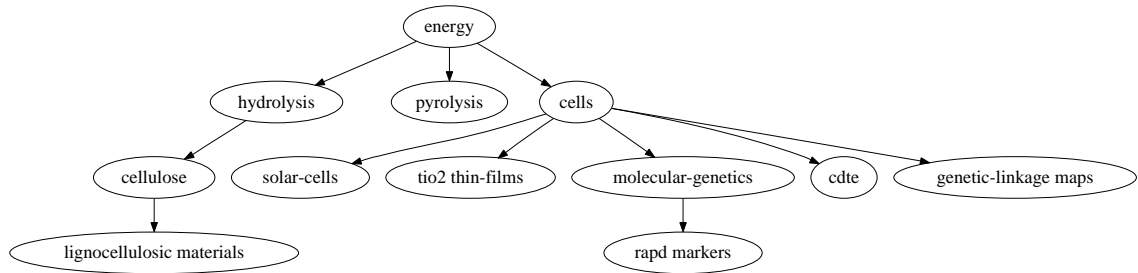 energy
hydrolysis
pyrolysis
cells
cellulose
solar-cells
tio2 thin-films
molecular-genetics
cdte
genetic-linkage maps
lignocellulosic materials
rapd markers